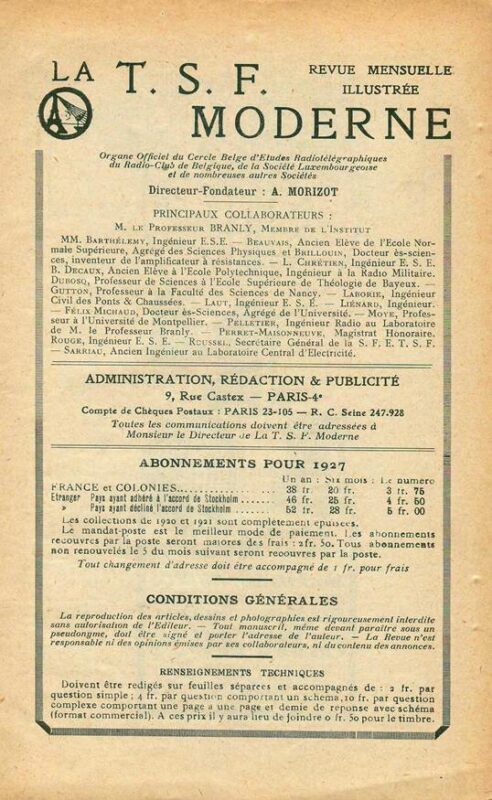 LA T. S. F. MODERNE
REVUE MENSUELLE
ILLUSTRÉE
Organe Officiel du Cercle Belge d'Etudes Radiotélégraphiques
du Radio-Club de Belgique, de la Société Luxembourgeoise
et de nombreuses autres Sociétés
Directeur-Fondateur : A. MORIZOT
PRINCIPAUX COLLABORATEURS :
M. LE PROFESSEUR BRANLY, MEMBRE DE L'INSTITUT
MM. BARTHÉLEMY, Ingénieur E.S.E. — BEAUVAIS, Ancien Elève de l'Ecole Nor-
male Supérieure, Agrégé des Sciences Physiques et BRILLOUIN, Docteur ès-scien-
ces, inventeur de l'amplificateur à résistances. — L. CHRÉTIEN, Ingénieur E. S. E.
B. DECAUX, Ancien Elève à l'Ecole Polytechnique, Ingénieur à la Radio Militaire.
DUBOSQ, Professeur de Sciences à l'Ecole Supérieure de Théologie de Bayeux. —
GUTTON, Professeur à la Faculté des Sciences de Nancy. — LABORIE, Ingénieur
Civil des Ponts & Chaussées. — LAUT, Ingénieur E. S. E. — LIÉNARD, Ingénieur.
— FÉLIX MICHAUD, Docteur ès-Sciences, Agrégé de l'Université. — MOYE, Profes-
seur à l'Université de Montpellier. — PELLETIER, Ingénieur Radio au Laboratoire
de M. le Professeur Branly. — PERRET-MAISONNEUVE, Magistrat Honoraire.
ROUGE, Ingénieur E. S. E. — ROUSSEL, Secrétaire Général de la S. F. E. T. S. F.
— SARRIAU, Ancien Ingénieur au Laboratoire Central d'Electricité.
ADMINISTRATION, RÉDACTION & PUBLICITÉ
9, Rue Castex — PARIS-4e
Compte de Chèques Postaux : PARIS 23-105 — R. C. Seine 247.928
Toutes les communications doivent être adressées à
Monsieur le Directeur de La T. S. F. Moderne
ABONNEMENTS POUR 1927
Un an : Six mois : Le numero
FRANCE et COLONIES............... 38 fr. 20 fr. 3 fr. 75
Etranger Pays ayant adhéré à l'accord de Stockholm ........ 46 fr. 25 fr. 4 fr. 50
» Pays ayant décliné l'accord de Stockholm ........ 52 fr. 28 fr. 5 fr. 00
Les collections de 1920 et 1921 sont complètement épuisées.
Le mandat-poste est le meilleur mode de paiement. Les abonnements
recouvres par la poste seront majorés des frais : 2 fr. 50. Tous abonnements
non renouvelés le 5 du mois suivant seront recouvres par la poste.
Tout changement d'adresse doit être accompagné de 1 fr. pour frais
CONDITIONS GÉNÉRALES
La reproduction des articles, dessins et photographies est rigoureusement interdite
sans autorisation de l'Editeur. — Tout manuscrit, même devant paraître sous un
pseudonyme, doit être signé et porter l'adresse de l'auteur. — La Revue n'est
responsable ni des opinions émises par ses collaborateurs, ni du contenu des annonces.
RENSEIGNEMENTS TECHNIQUES
Doivent être redigés sur feuilles séparees et accompagnés de : 2 fr. par
question simple ; 4 fr. par question comportant un schéma, 10 fr. par question
complexe comportant une page a une page et demie de reponse avec schéma
(format commercial). A ces prix il y aura lieu de joindre 0 fr. 50 pour le timbre.